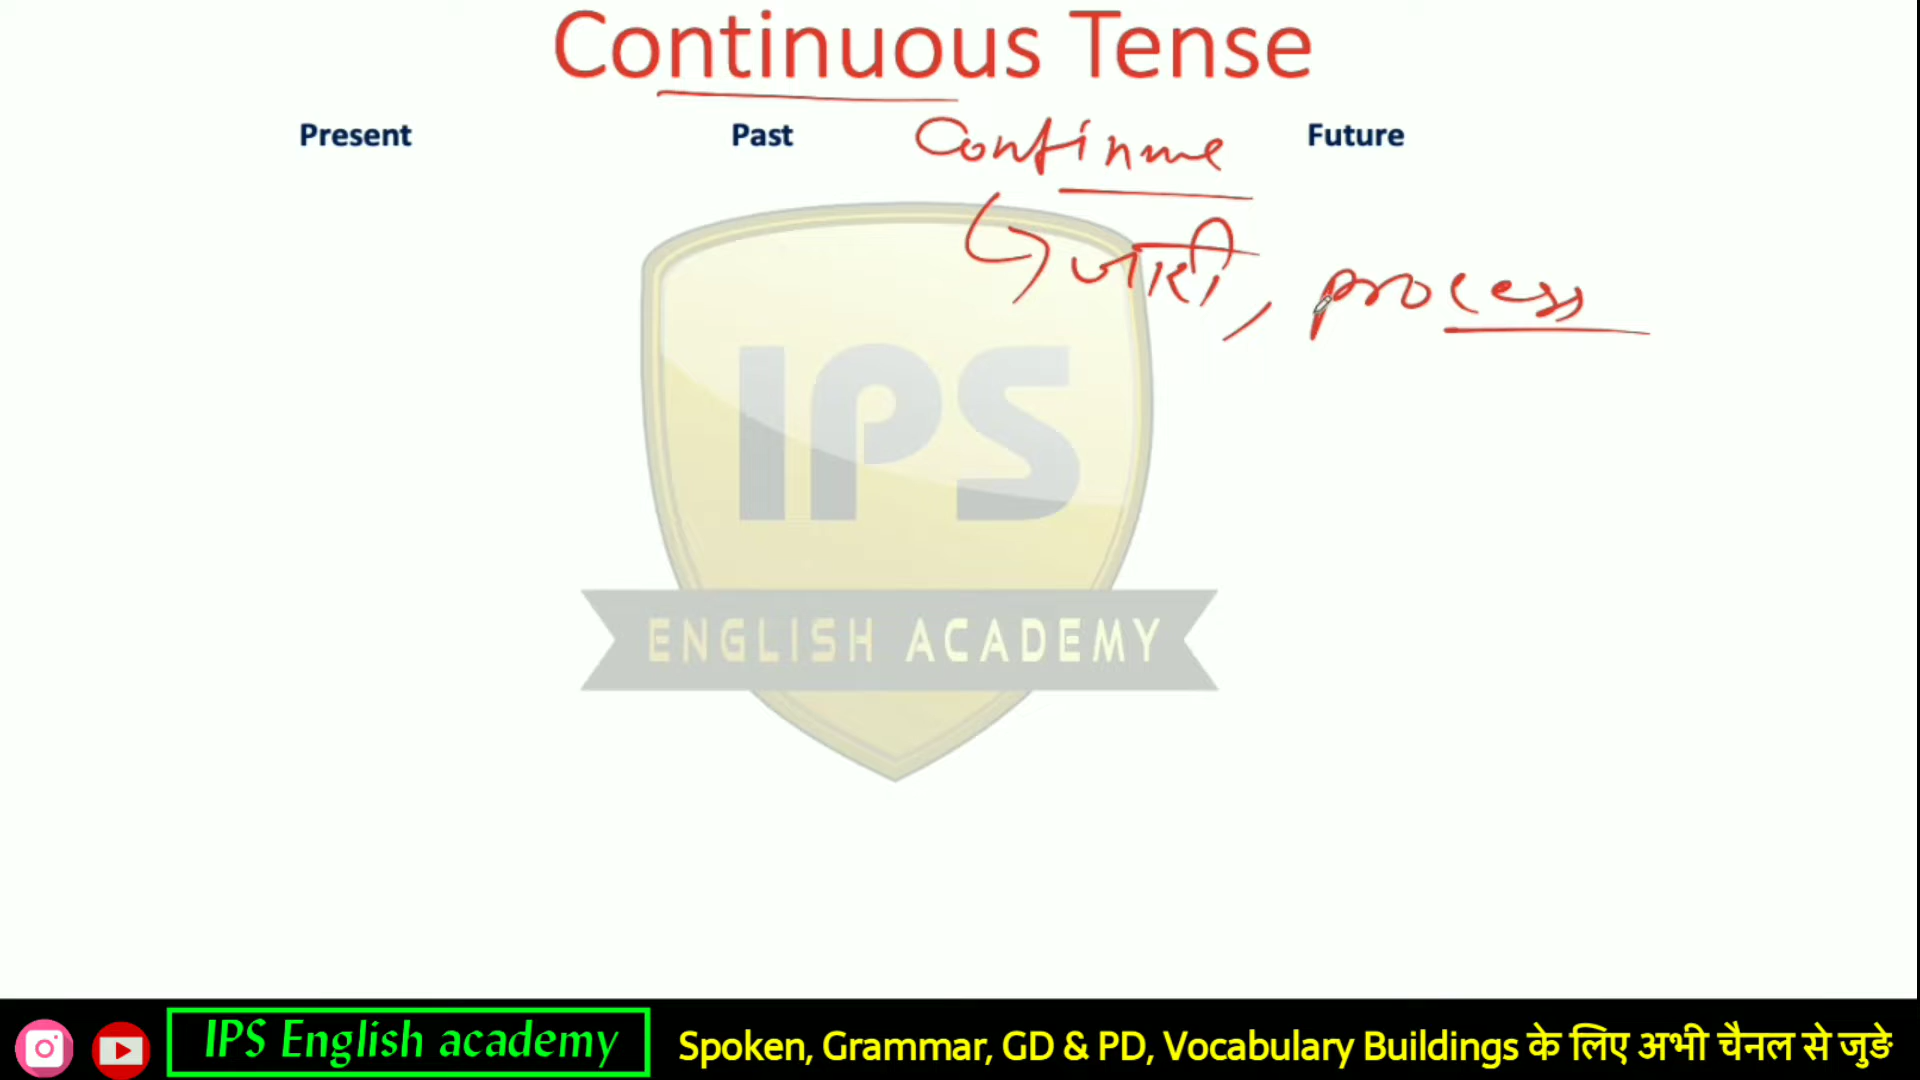 Continuous Tense
Present Past Continue Future
जारी, process
IPS
ENGLISH ACADEMY
IPS English academy
Spoken, Grammar, GD & PD, Vocabulary Buildings के लिए अभी चैनल से जुङे